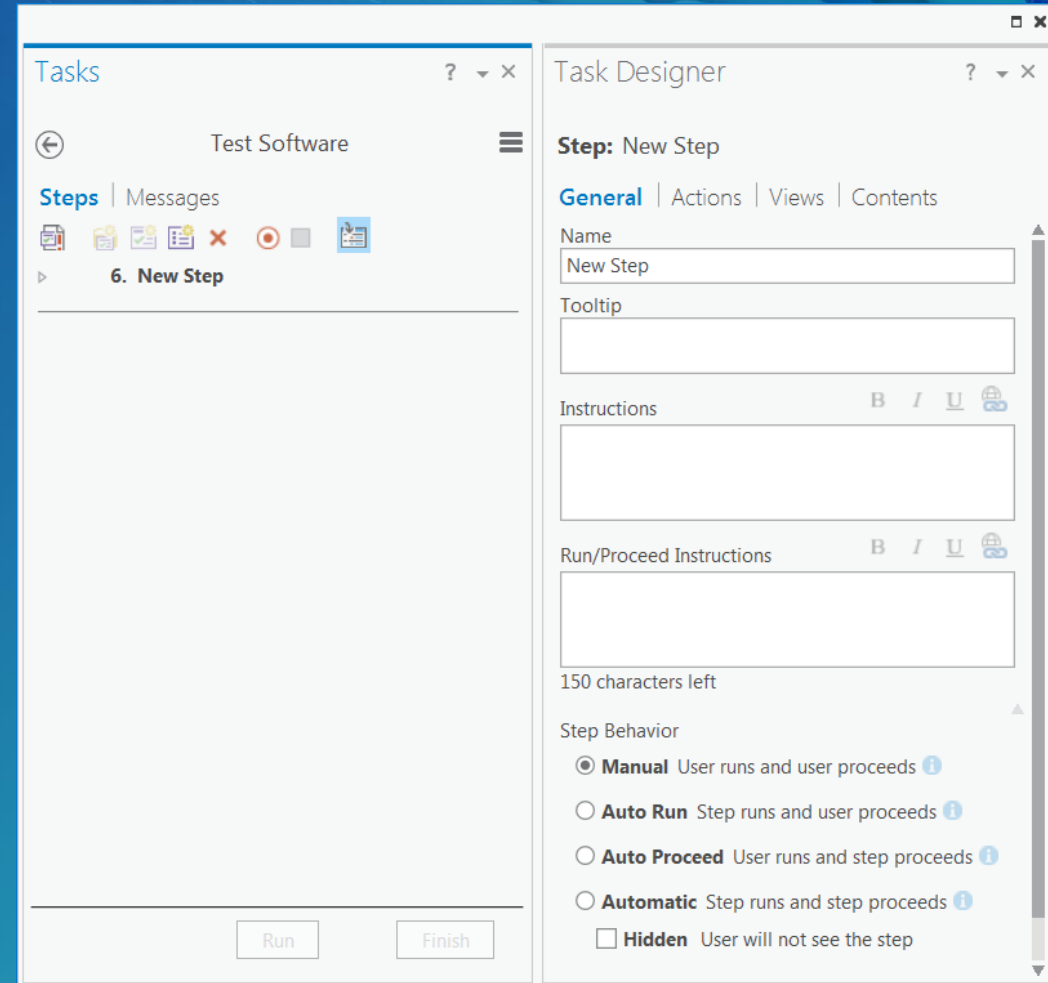 Tasks
?
Test Software
Steps | Messages
6. New Step
Run
Finish
Task Designer
?
Step: New Step
General | Actions | Views | Contents
Name
New Step
Tooltip
Instructions
B I U
Run/Proceed Instructions
B I U
150 characters left
Step Behavior
Manual User runs and user proceeds
Auto Run Step runs and user proceeds
Auto Proceed User runs and step proceeds
Automatic Step runs and step proceeds
Hidden User will not see the step